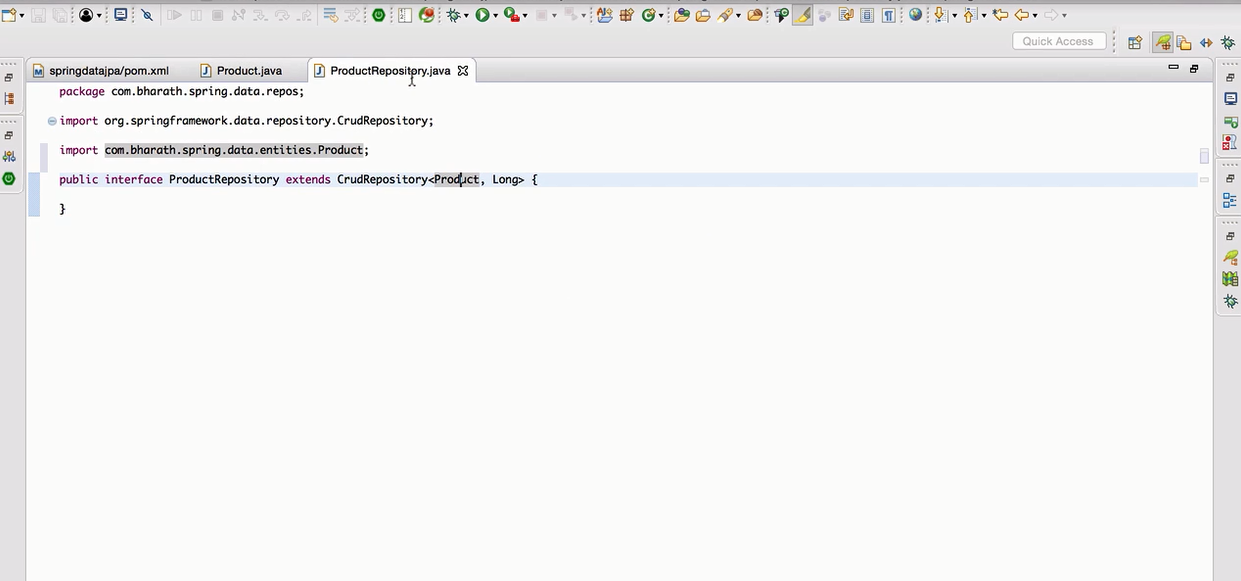 Quick Access
springdatajpa/pom.xml
Product.java
ProductRepository.java
package com.bharath.spring.data.repos;
import org.springframework.data.repository.CrudRepository;
import com.bharath.spring.data.entities.Product;
public interface ProductRepository extends CrudRepository<Product, Long> {
}